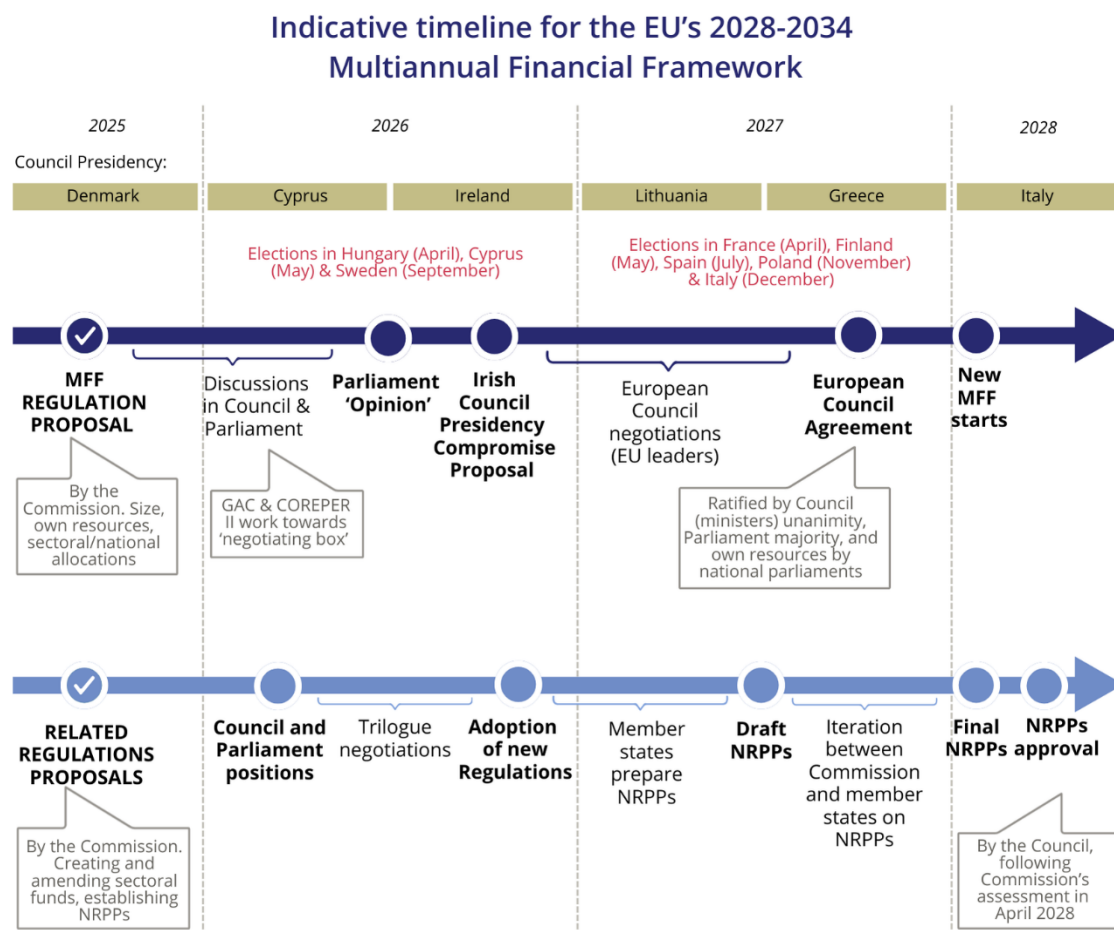 Indicative timeline for the EU's 2028-2034
Multiannual Financial Framework
2025
2026
2027
2028
Council Presidency:
Denmark
Cyprus
Ireland
Lithuania
Greece
Italy
Elections in Hungary (April), Cyprus
(May) & Sweden (September)
Elections in France (April), Finland
(May), Spain (July), Poland (November)
& Italy (December)
MFF
REGULATION
PROPOSAL
Discussions
in Council &
Parliament
Parliament
‘Opinion’
Irish
Council
Presidency
Compromise
Proposal
European
Council
negotiations
(EU leaders)
European
Council
Agreement
New
MFF
starts
By the
Commission. Size,
own resources,
sectoral/national
allocations
GAC & COREPER
II work towards
‘negotiating box’
Ratified by Council
(ministers) unanimity,
Parliament majority, and
own resources by
national parliaments
RELATED
REGULATIONS
PROPOSALS
Council and
Parliament
positions
Trilogue
negotiations
Adoption
of new
Regulations
Member
states
prepare
NRPPs
Draft
NRPPs
Iteration
between
Commission
and member
states on
NRPPs
Final
NRPPs
NRPPs
approval
By the Commission.
Creating and
amending sectoral
funds, establishing
NRPPs
By the Council,
following
Commission's
assessment in
April 2028